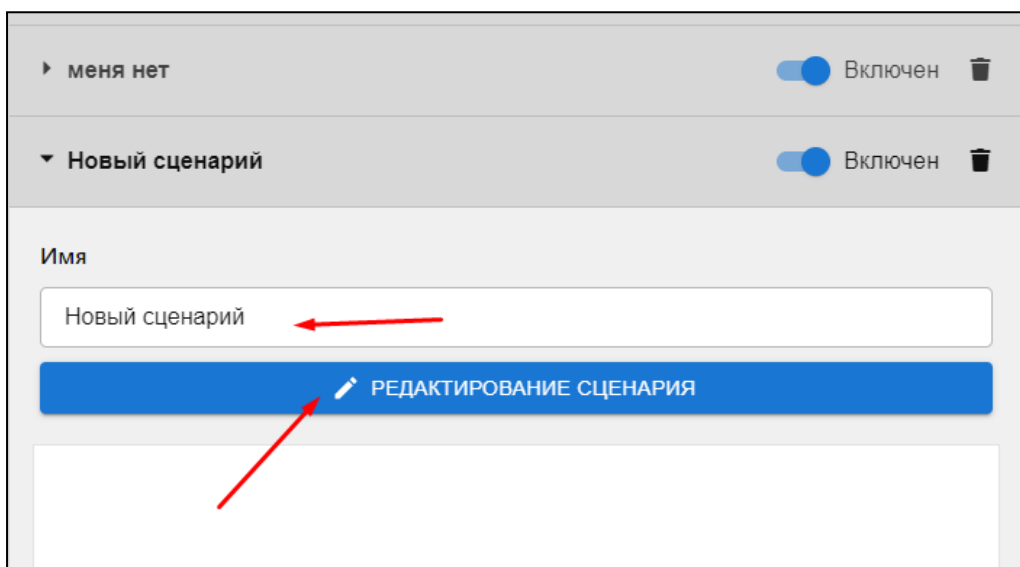 меня нет Включен
Новый сценарий Включен
Имя
Новый сценарий
РЕДАКТИРОВАНИЕ СЦЕНАРИЯ